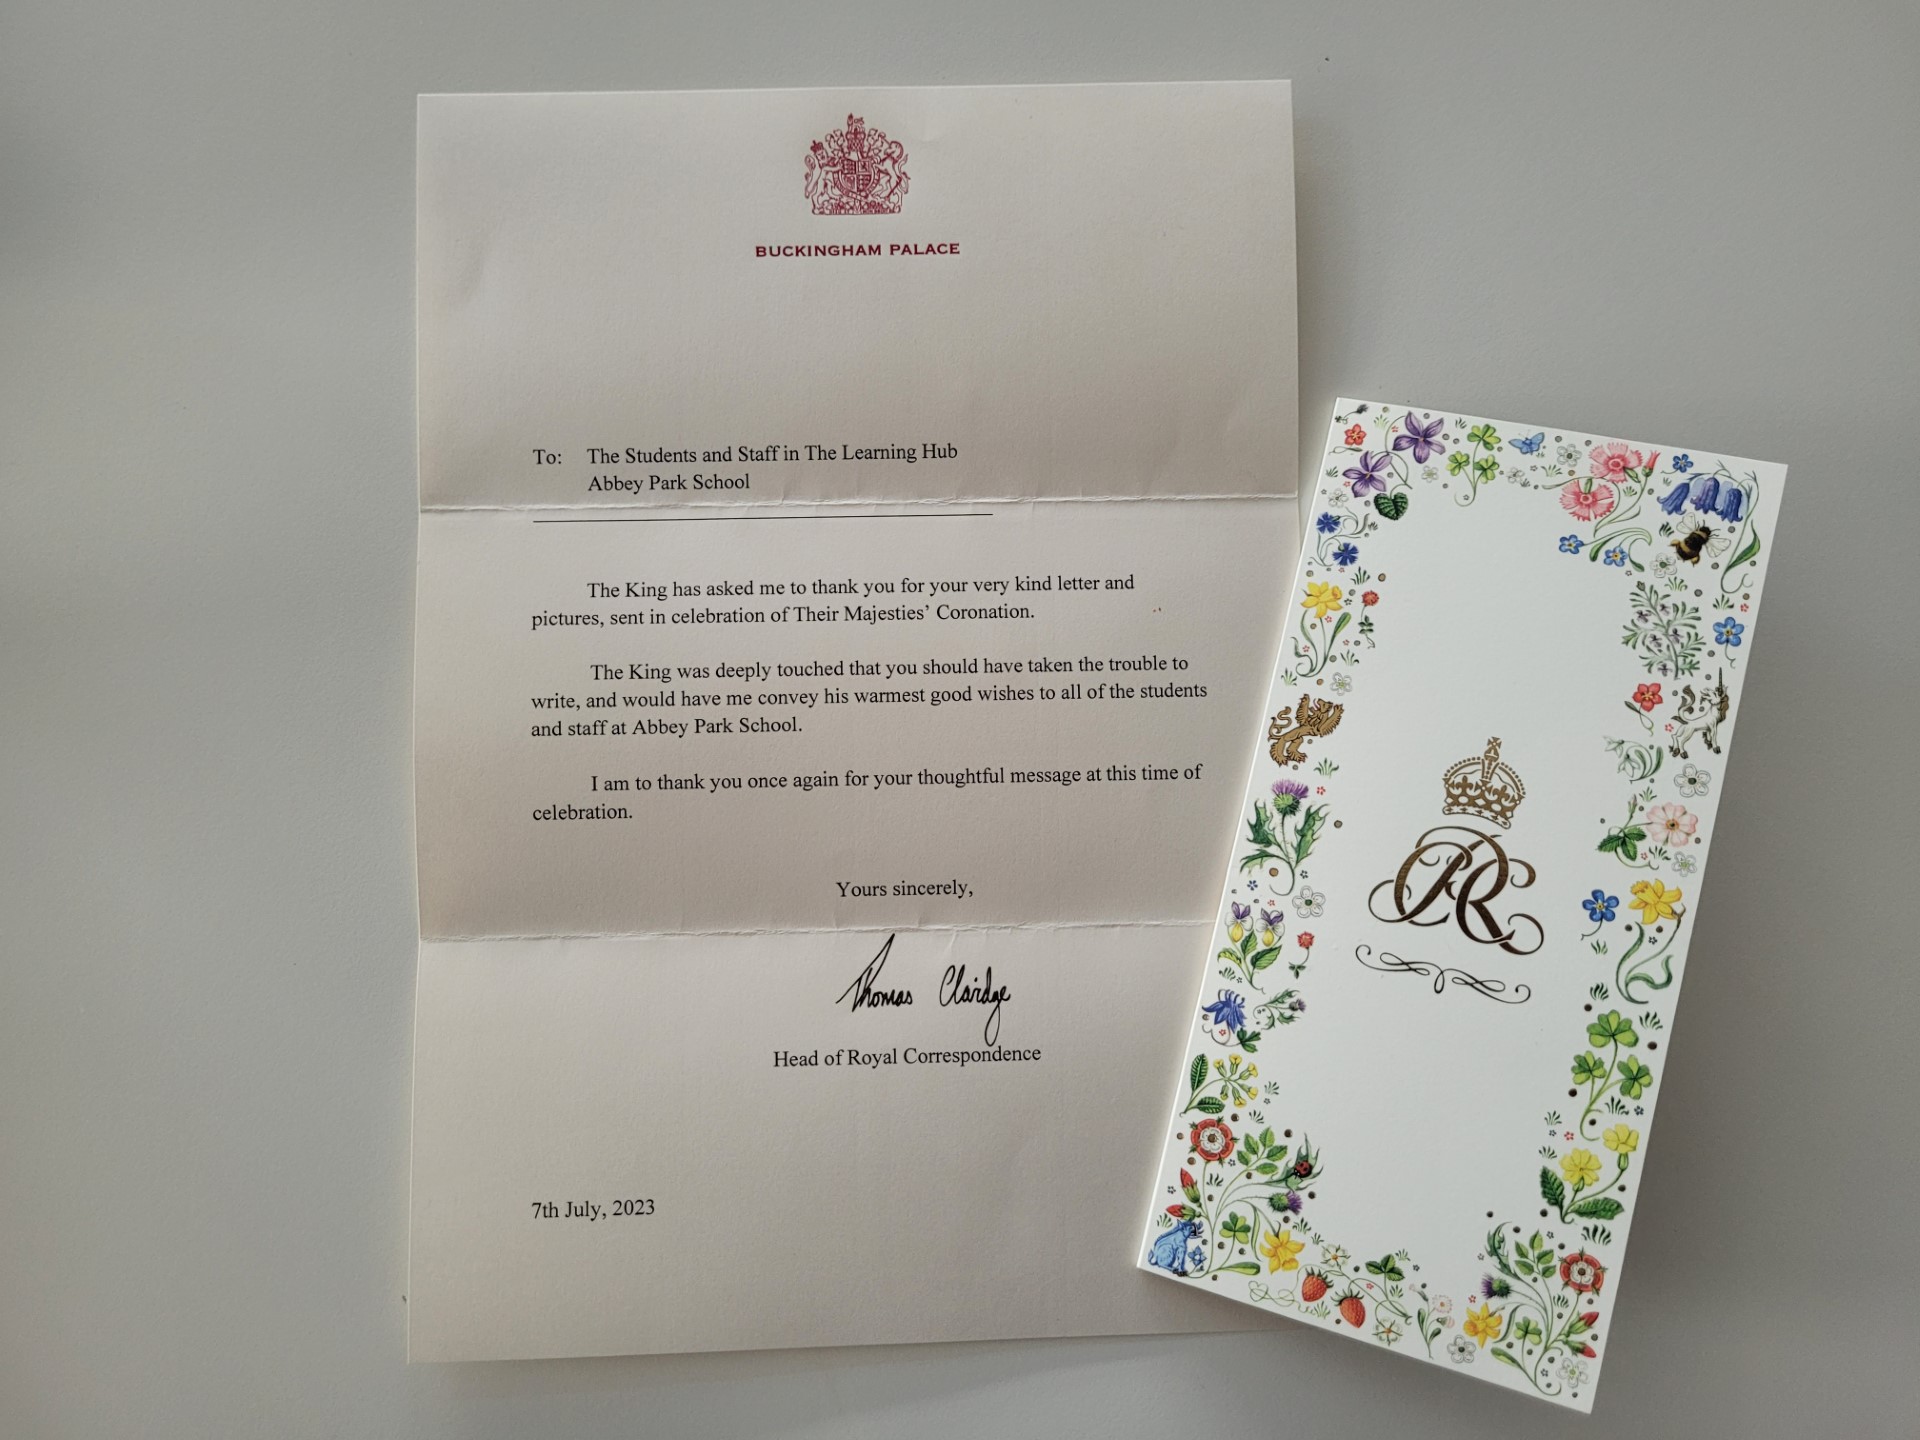 BUCKINGHAM PALACE
To: The Students and Staff in The Learning Hub
Abbey Park School
The King has asked me to thank you for your very kind letter and
pictures, sent in celebration of Their Majesties’ Coronation.
The King was deeply touched that you should have taken the trouble to
write, and would have me convey his warmest good wishes to all of the students
and staff at Abbey Park School.
I am to thank you once again for your thoughtful message at this time of
celebration.
Yours sincerely,
Thomas Claridge
Head of Royal Correspondence
7th July, 2023